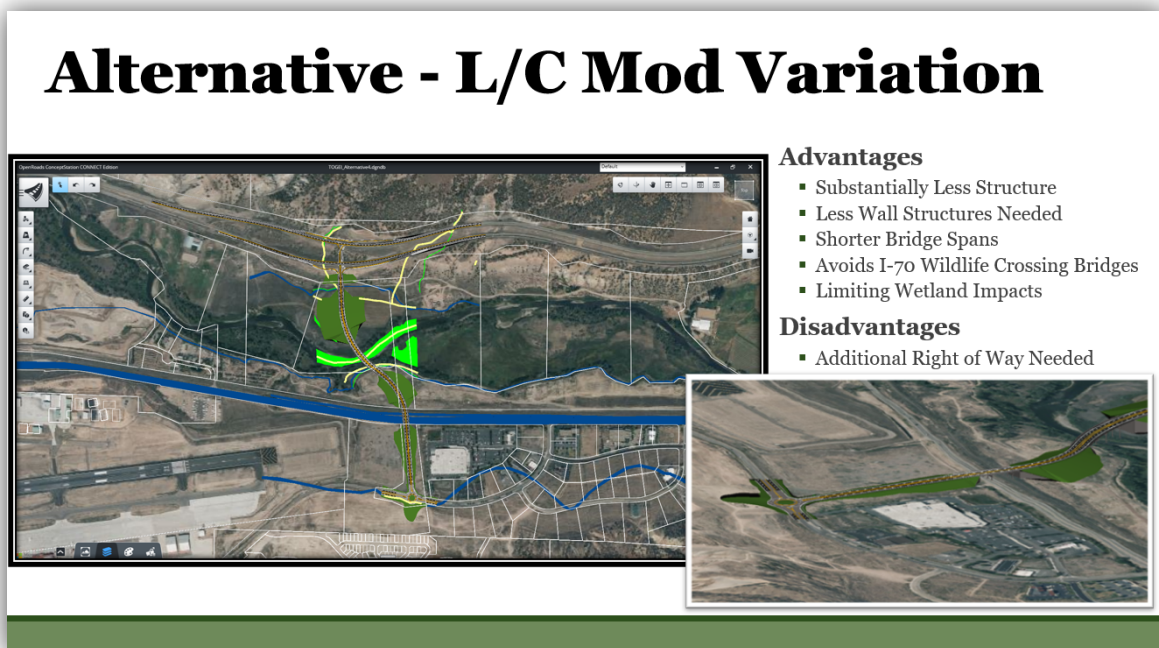 Alternative - L/C Mod Variation
OpenRoads ConceptStation CONNECT Edition
Default
Advantages
Substantially Less Structure
Less Wall Structures Needed
Shorter Bridge Spans
Avoids I-70 Wildlife Crossing Bridges
Limiting Wetland Impacts
Disadvantages
Additional Right of Way Needed